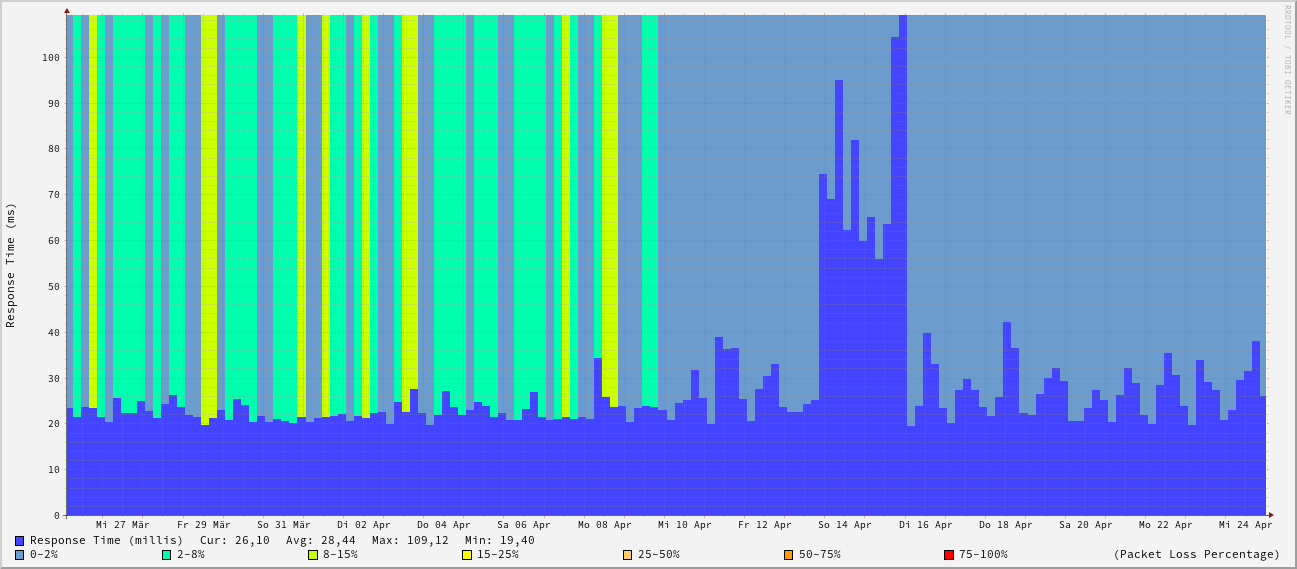 RRDTOOL / TOBI OETIKER
Response Time (ms)
100
90
80
70
60
50
40
30
20
10
0
Mi 27 Mär Fr 29 Mär So 31 Mär Di 02 Apr Do 04 Apr Sa 06 Apr Mo 08 Apr Mi 10 Apr Fr 12 Apr So 14 Apr Di 16 Apr Do 18 Apr Sa 20 Apr Mo 22 Apr Mi 24 Apr
Response Time (millis) Cur: 26,10 Avg: 28,44 Max: 109,12 Min: 19,40
0-2% 2-8% 8-15% 15-25% 25-50% 50-75% 75-100% (Packet Loss Percentage)